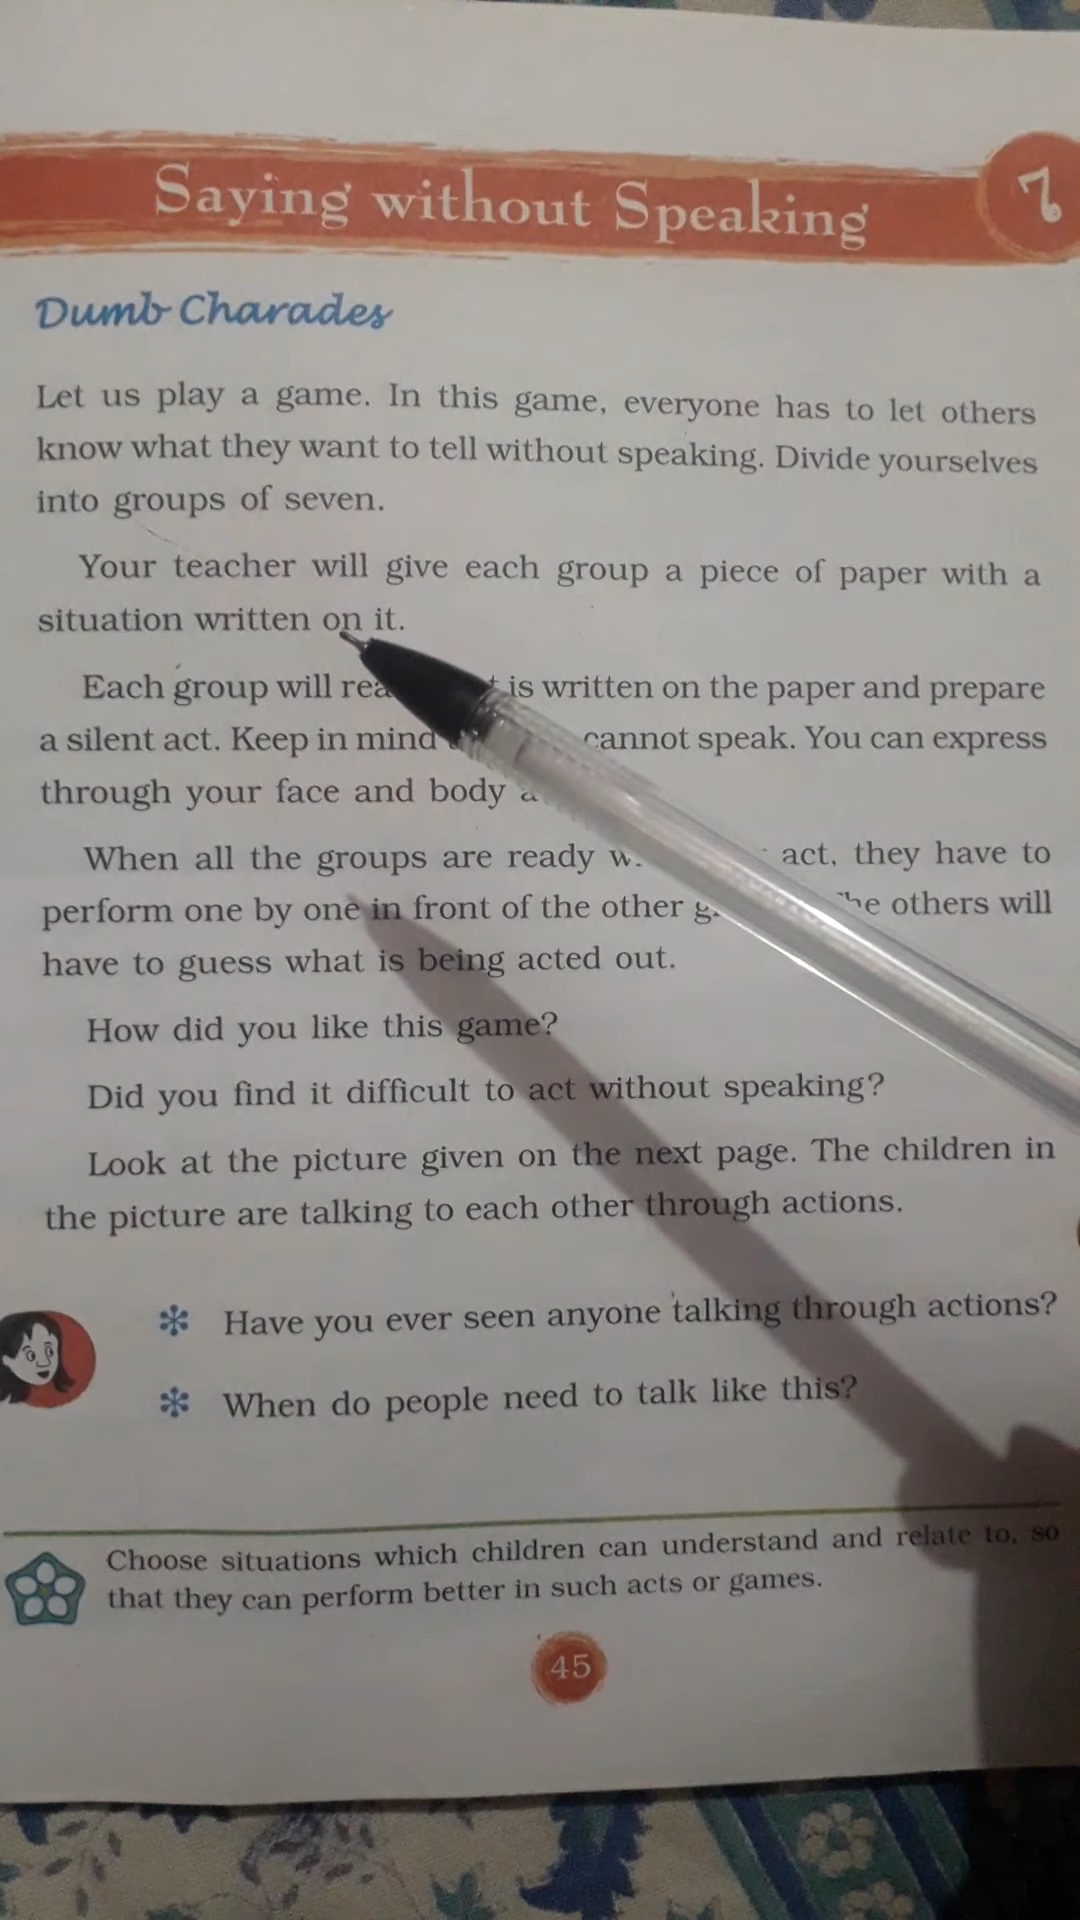 Saying without Speaking
7
Dumb Charades
Let us play a game. In this game, everyone has to let others
know what they want to tell without speaking. Divide yourselves
into groups of seven.
Your teacher will give each group a piece of paper with a
situation written on it.
Each group will is written on the paper and prepare
a silent act. Keep in mind cannot speak. You can express
through your face and body
When all the groups are ready act, they have to
perform one by one in front of the other others will
have to guess what is being acted out.
How did you like this game?
Did you find it difficult to act without speaking?
Look at the picture given on the next page. The children in
the picture are talking to each other through actions.
* Have you ever seen anyone talking through actions?
* When do people need to talk like this?
Choose situations which children can understand and relate to, so
that they can perform better in such acts or games.
45